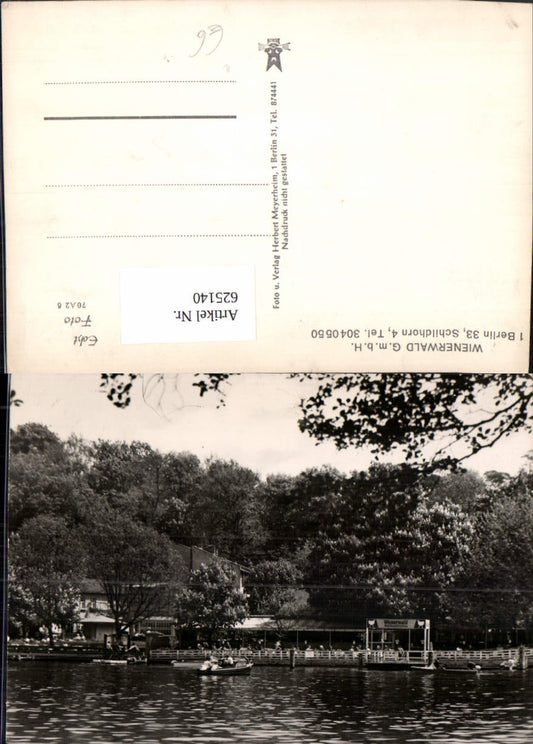 WIENERWALD G.m.b.H.
1 Berlin 33, Schildhorn 4, Tel. 3040550
Foto u. Verlag Herbert Meyerheim, 1 Berlin 31, Tel. 874441
Nachdruck nicht gestattet
Echt
Foto
70A2 6
Artikel Nr.
625140
Wienerwald